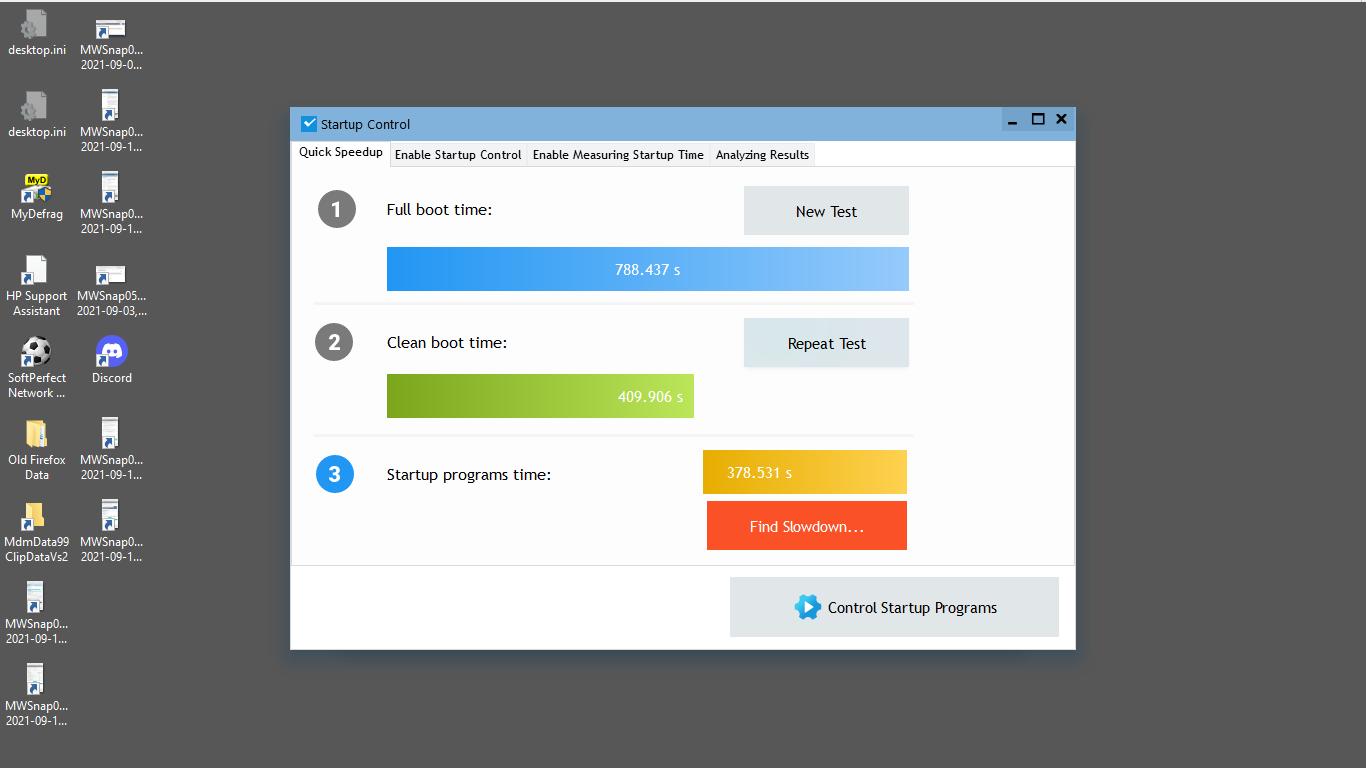 desktop.ini
MWSnap0...
2021-09-0...
desktop.ini
MWSnap0...
2021-09-1...
MyD
MyDefrag
MWSnap0...
2021-09-1...
HP Support
Assistant
MWSnap05...
2021-09-03,...
SoftPerfect
Network ...
Discord
Old Firefox
Data
MWSnap0...
2021-09-1...
MdmData99
ClipDataVs2
MWSnap0...
2021-09-1...
MWSnap0...
2021-09-1...
MWSnap0...
2021-09-1...
Startup Control
Quick Speedup Enable Startup Control Enable Measuring Startup Time Analyzing Results
1 Full boot time: New Test
788.437 s
2 Clean boot time: Repeat Test
409.906 s
3 Startup programs time: 378.531 s
Find Slowdown...
Control Startup Programs